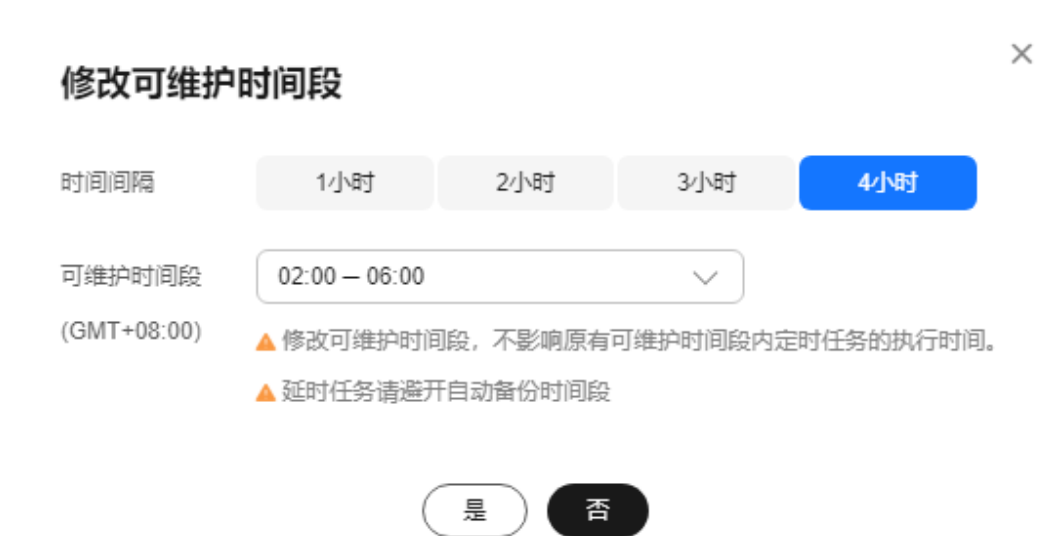 修改可维护时间段
时间间隔 1小时 2小时 3小时 4小时
可维护时间段 02:00 — 06:00
(GMT+08:00) 修改可维护时间段，不影响原有可维护时间段内定时任务的执行时间。
延时任务请避开自动备份时间段
是 否